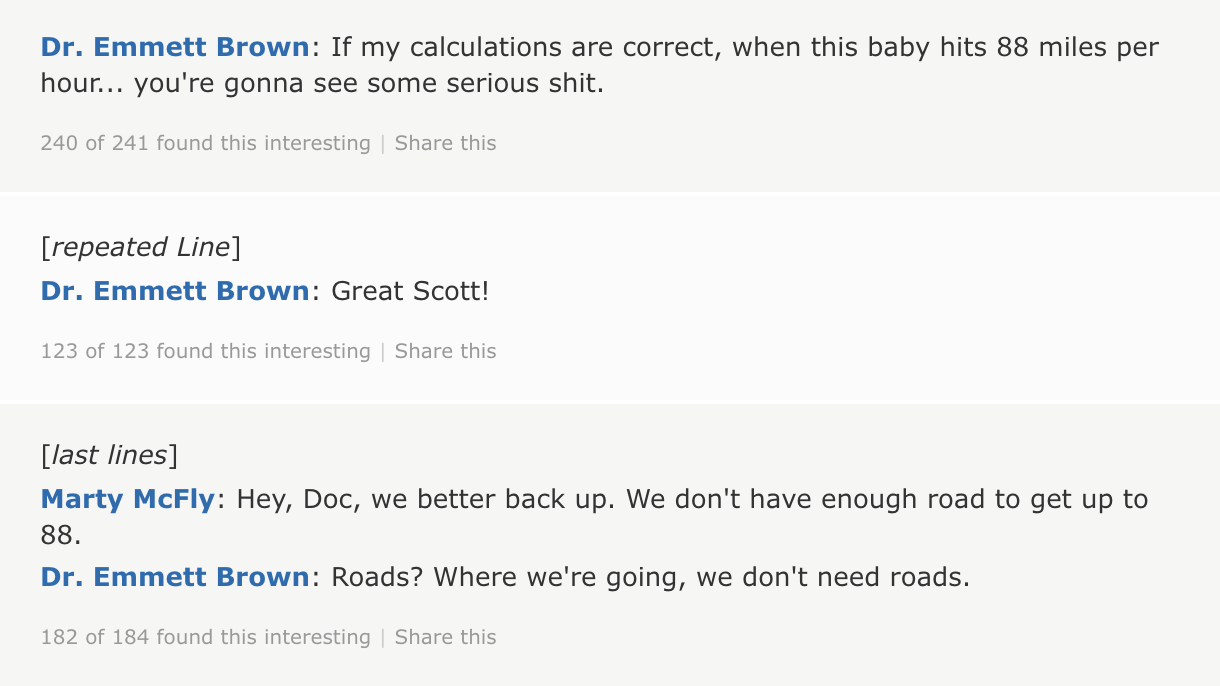 Dr. Emmett Brown: If my calculations are correct, when this baby hits 88 miles per
hour... you're gonna see some serious shit.
240 of 241 found this interesting | Share this
[repeated Line]
Dr. Emmett Brown: Great Scott!
123 of 123 found this interesting | Share this
[last lines]
Marty McFly: Hey, Doc, we better back up. We don't have enough road to get up to
88.
Dr. Emmett Brown: Roads? Where we're going, we don't need roads.
182 of 184 found this interesting | Share this